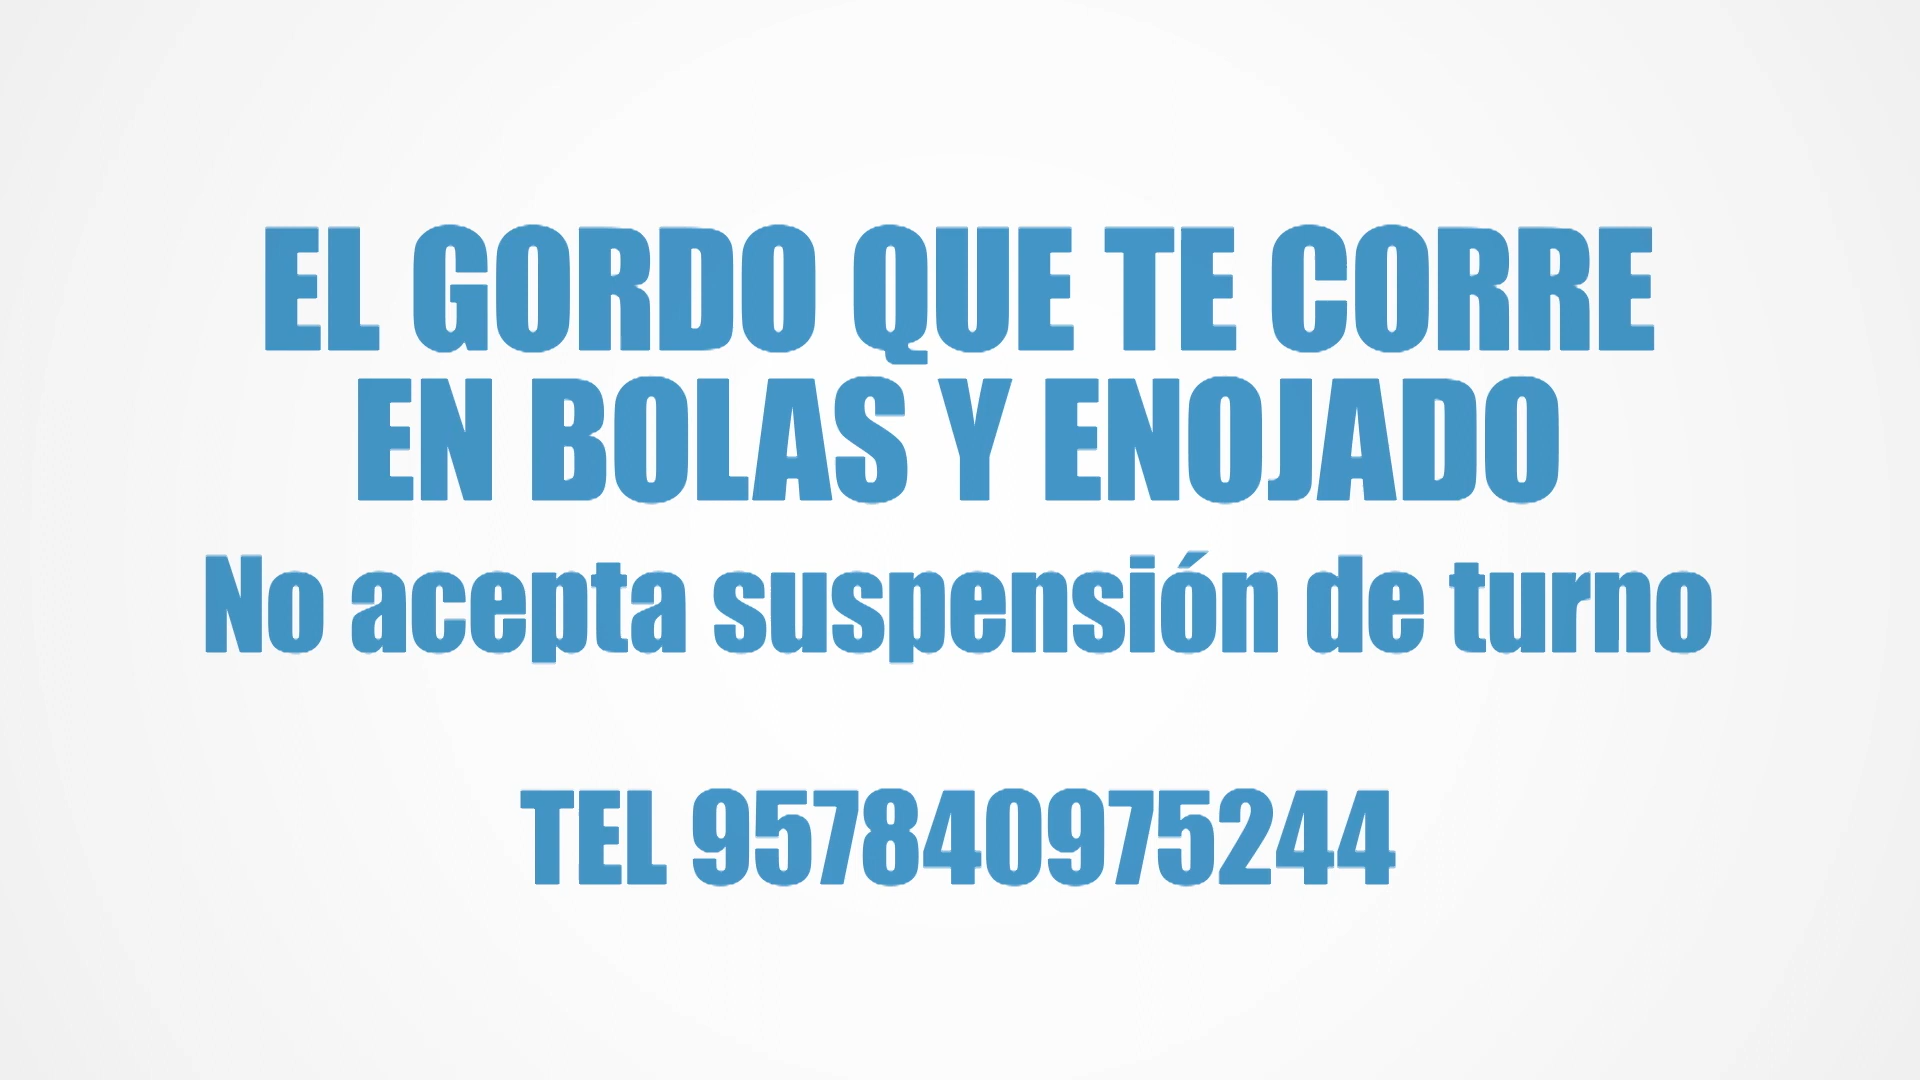 EL GORDO QUE TE CORRE
EN BOLAS Y ENOJADO
No acepta suspensión de turno
TEL 957840975244